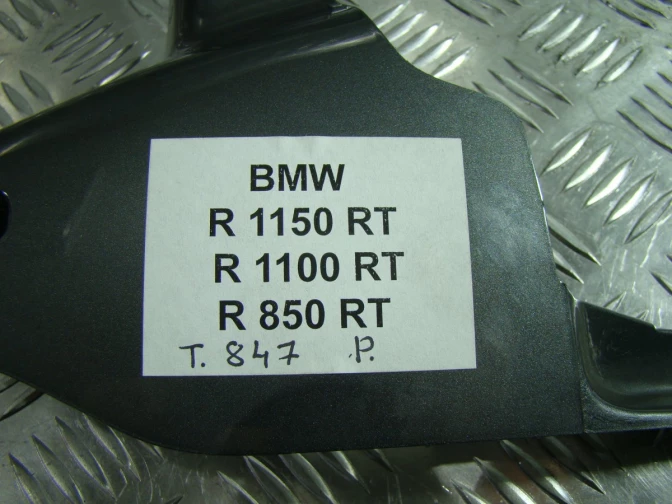 BMW
R 1150 RT
R 1100 RT
R 850 RT
T. 847 P.